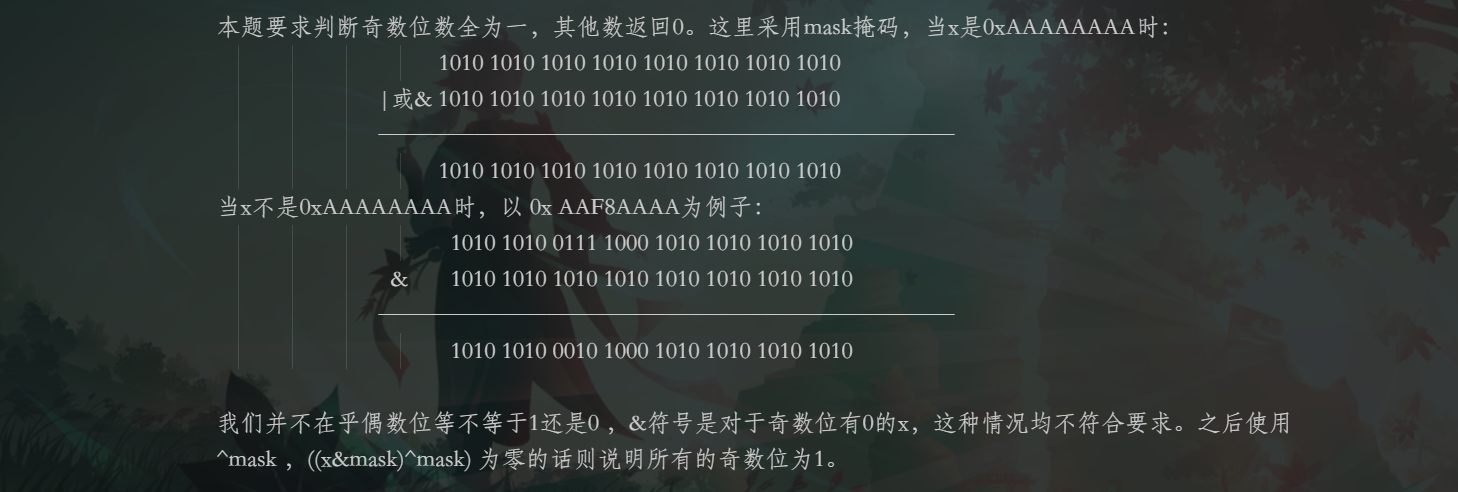 本题要求判断奇数位数全为一，其他数返回0。这里采用mask掩码，当x是0xAAAAAAAA时：
1010 1010 1010 1010 1010 1010 1010 1010
|或& 1010 1010 1010 1010 1010 1010 1010 1010
1010 1010 1010 1010 1010 1010 1010 1010
当x不是0xAAAAAAAA时，以 0x AAF8AAAA为例子：
1010 1010 0111 1000 1010 1010 1010 1010
& 1010 1010 1010 1010 1010 1010 1010 1010
1010 1010 0010 1000 1010 1010 1010 1010
我们并不在乎偶数位等不等于1还是0 ，&符号是对于奇数位有0的x，这种情况均不符合要求。之后使用
^mask ，((x&mask)^mask) 为零的话则说明所有的奇数位为1。